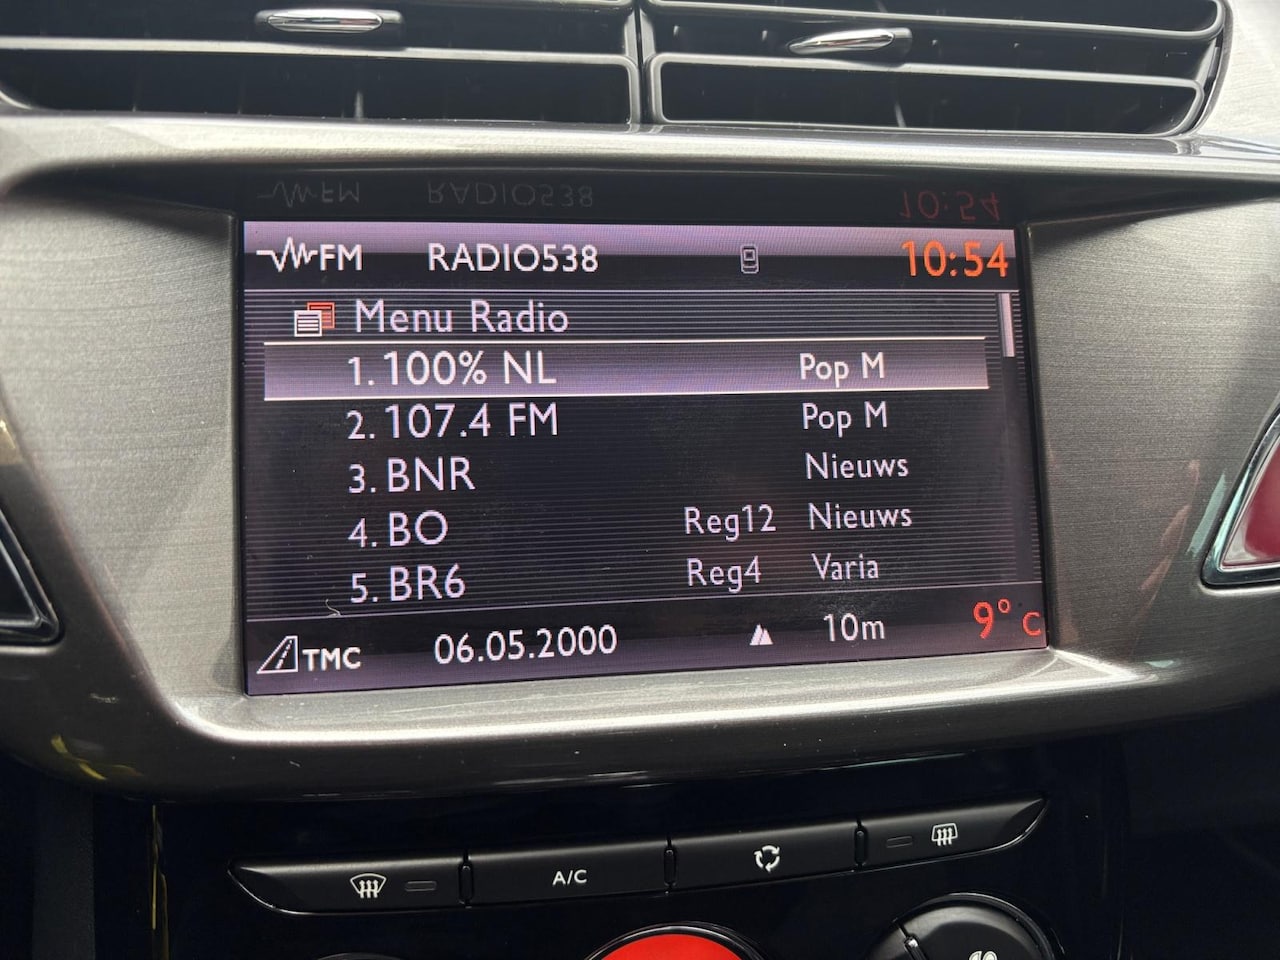 FM RADIO538 10:54
Menu Radio
1. 100% NL Pop M
2. 107.4 FM Pop M
3. BNR Nieuws
4. BO Reg12 Nieuws
5. BR6 Reg4 Varia
TMC 06.05.2000 10m 9° C
A/C